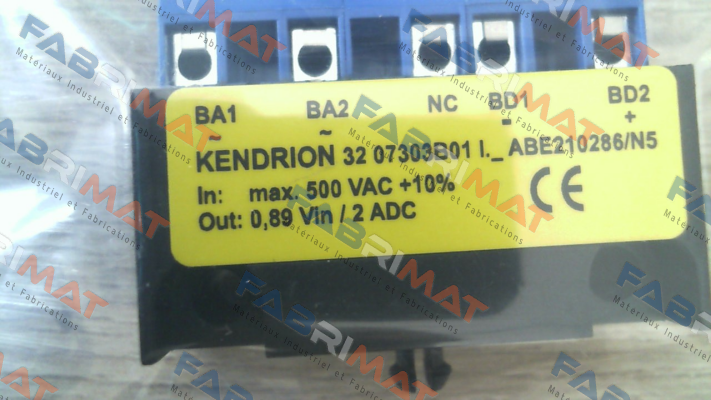 BA1 BA2 NC BD1 BD2
~ ~ - +
KENDRION 32 07303B01 I._ ABE210286/N5
In: max. 500 VAC +10%
Out: 0,89 Vin / 2 ADC
CE
FABRIMAT
Materiaux Industriel et Fabrications